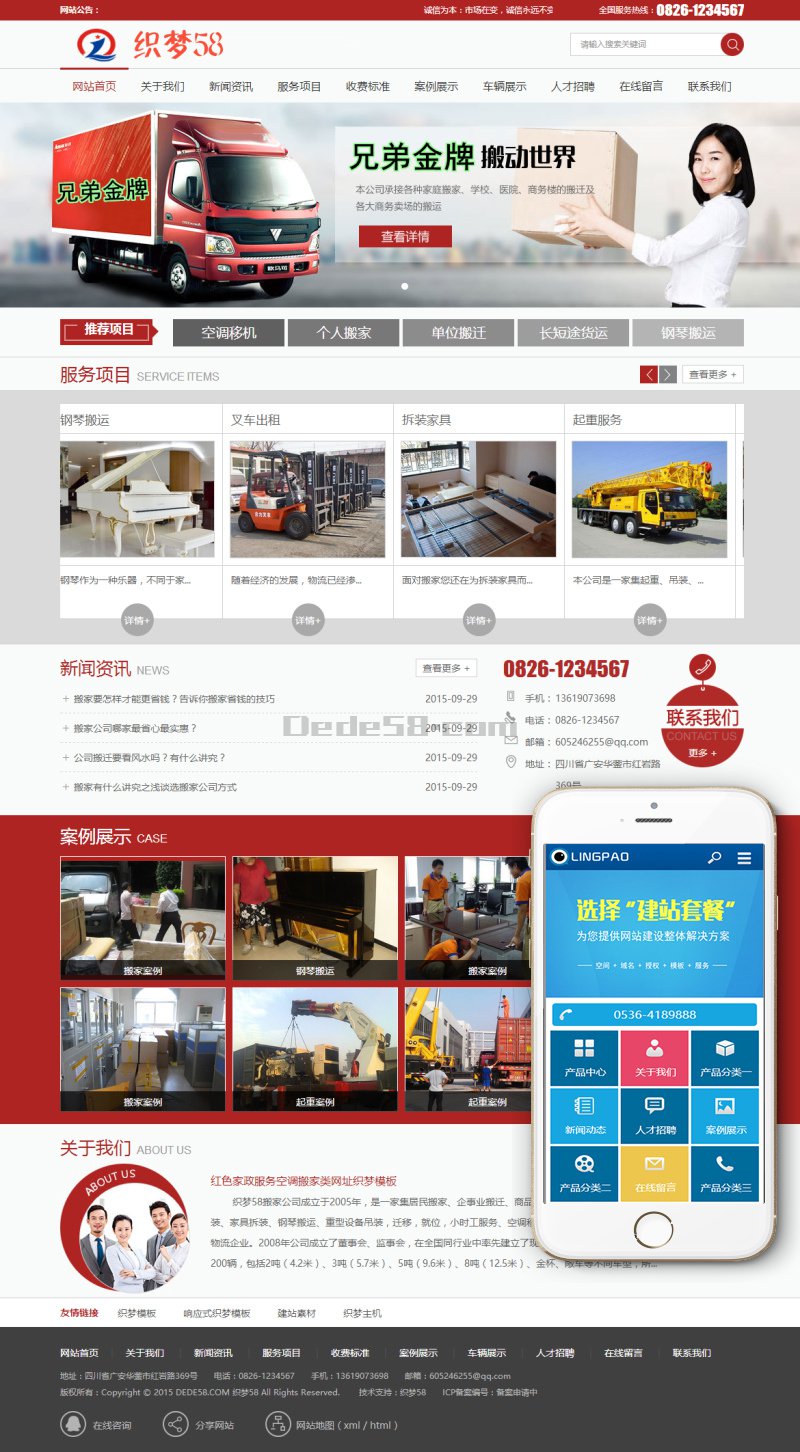 网站公告：
诚信为本：市场在变，诚信永远不变
全国服务热线：0826-1234567
织梦58
请输入搜索关键词
网站首页 关于我们 新闻资讯 服务项目 收费标准 案例展示 车辆展示 人才招聘 在线留言 联系我们
兄弟金牌
兄弟金牌 搬动世界
本公司承接各种家庭搬家、学校、医院、商务楼的搬迁及
各大商务卖场的搬运
查看详情
推荐项目 空调移机 个人搬家 单位搬迁 长短途货运 钢琴搬运
服务项目 SERVICE ITEMS
查看更多 +
钢琴搬运 叉车出租 拆装家具 起重服务
钢琴作为一种乐器，不同于家... 随着经济的发展，物流已经渗... 面对搬家您还在为拆装家具而... 本公司是一家集起重、吊装、...
详情+ 详情+ 详情+ 详情+
新闻资讯 NEWS
查看更多 +
+ 搬家要怎样才能更省钱？告诉你搬家省钱的技巧 2015-09-29
+ 搬家公司哪家最省心最实惠？ 2015-09-29
+ 公司搬迁要看风水吗？有什么讲究？ 2015-09-29
+ 搬家有什么讲究之浅谈选搬家公司方式 2015-09-29
Dede58.com
0826-1234567
手机：13619073698
电话：0826-1234567
邮箱：605246255@qq.com
地址：四川省广安华蓥市红岩路
369号
联系我们
CONTACT US
更多 +
案例展示 CASE
搬家案例 钢琴搬运 搬家案例
搬家案例 起重案例 起重案例
LINGPAO
选择“建站套餐”
为您提供网站建设整体解决方案
空间 + 域名 + 授权 + 模板 + 服务
0536-4189888
产品中心 关于我们 产品分类一
新闻动态 人才招聘 案例展示
产品分类二 在线留言 产品分类三
关于我们 ABOUT US
ABOUT US
红色家政服务空调搬家类网址织梦模板
织梦58搬家公司成立于2005年，是一家集居民搬家、企事业搬迁、商品
装、家具拆装、钢琴搬运、重型设备吊装，迁移，就位，小时工服务、空调移
物流企业。2008年公司成立了董事会、监事会，在全国同行业中率先建立了现
200辆，包括2吨（4.2米）、3吨（5.7米）、5吨（9.6米）、8吨（12.5米）、金杯、敞车等不同车型，所...
友情链接 织梦模板 响应式织梦模板 建站素材 织梦主机
网站首页 关于我们 新闻资讯 服务项目 收费标准 案例展示 车辆展示 人才招聘 在线留言 联系我们
地址：四川省广安华蓥市红岩路369号 电话：0826-1234567 手机：13619073698 邮箱：605246255@qq.com
版权所有：Copyright © 2015 DEDE58.COM 织梦58 All Rights Reserved. 技术支持：织梦58 ICP备案编号：备案申请中
在线咨询 分享网站 网站地图（xml / html）